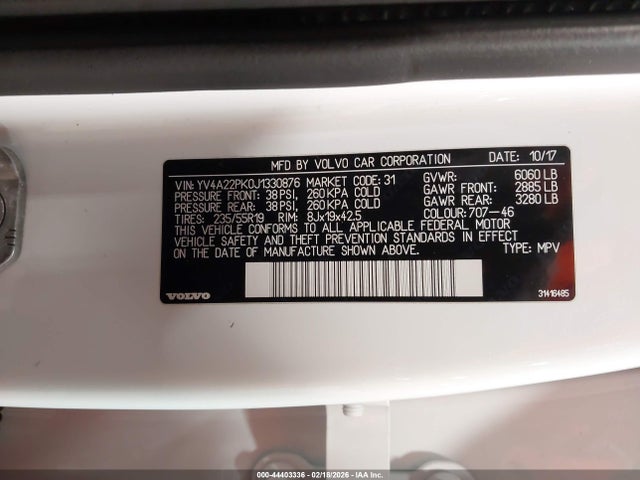 MFD BY VOLVO CAR CORPORATION DATE: 10/17
VIN: YV4A22PK0J1330876 MARKET CODE: 31 GVWR: 6060 LB
PRESSURE FRONT: 38 PSI, 260 KPA COLD GAWR FRONT: 2885 LB
PRESSURE REAR: 38 PSI, 260 KPA COLD GAWR REAR: 3280 LB
TIRES: 235/55R19 RIM: 8Jx19x42.5 COLOUR: 707-46
THIS VEHICLE CONFORMS TO ALL APPLICABLE FEDERAL MOTOR
VEHICLE SAFETY AND THEFT PREVENTION STANDARDS IN EFFECT
ON THE DATE OF MANUFACTURE SHOWN ABOVE. TYPE: MPV
VOLVO 31416485
000-44403336 - 02/18/2026 - IAA Inc.